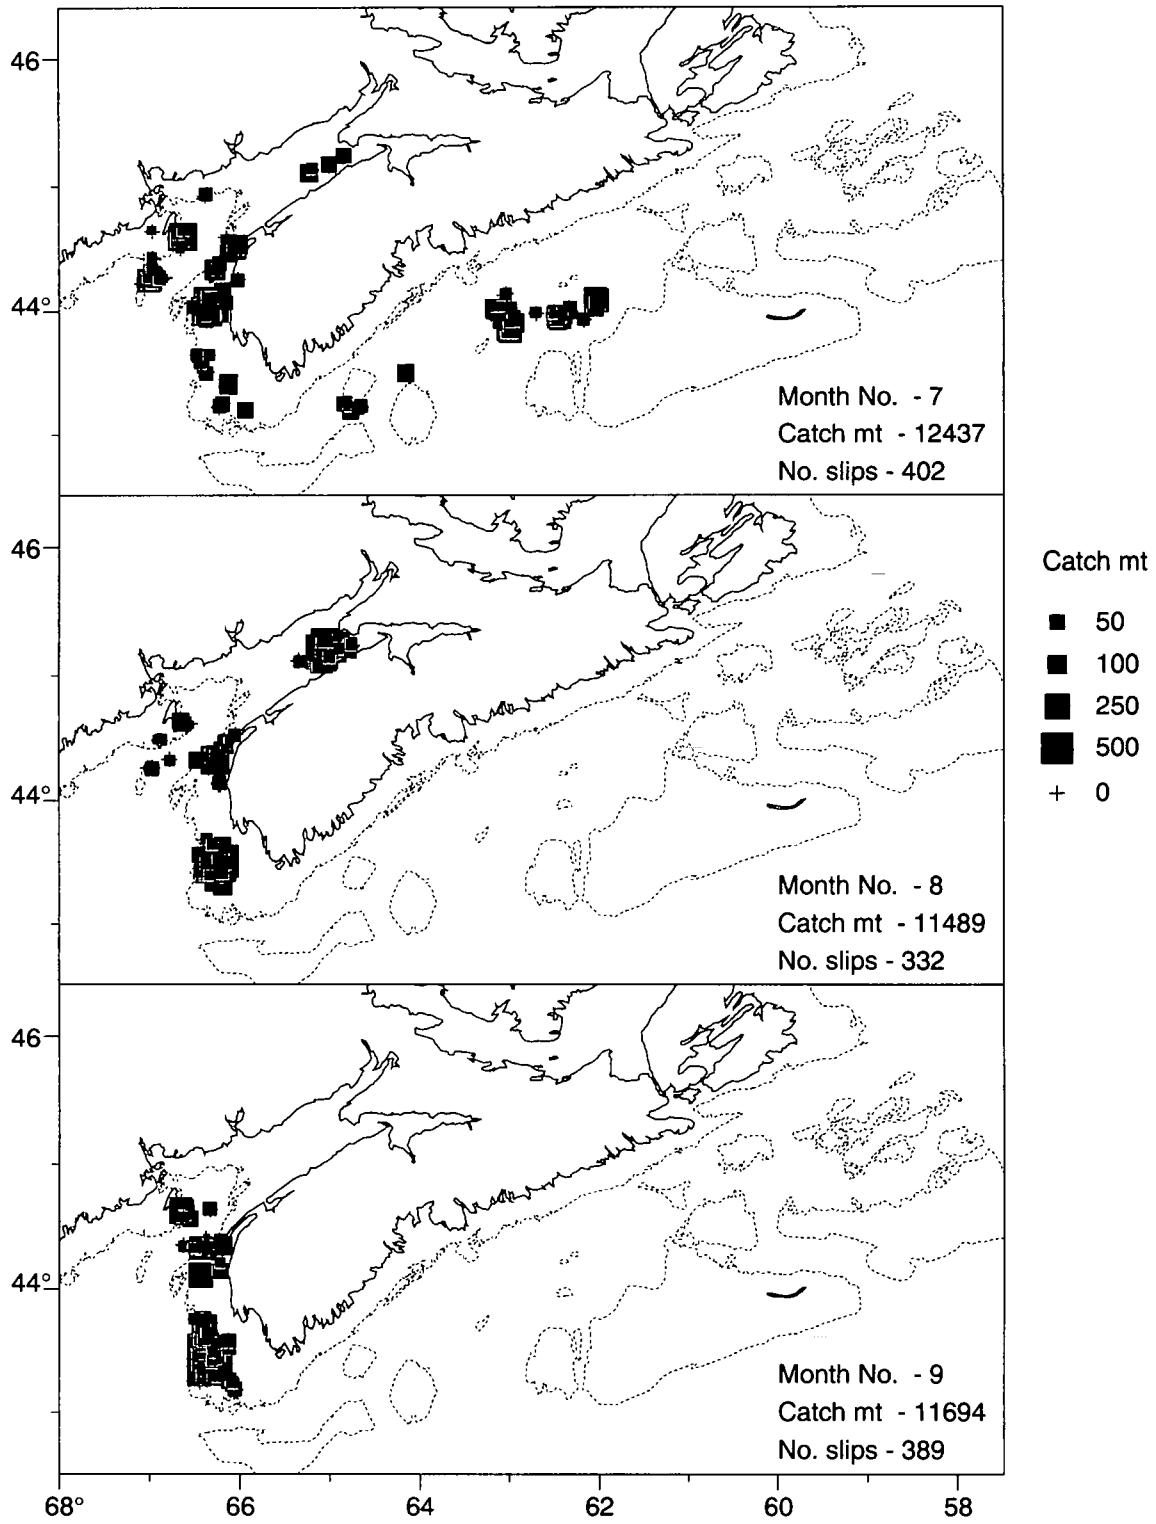 46
44°
Month No. - 7
Catch mt - 12437
No. slips - 402
46
44°
Month No. - 8
Catch mt - 11489
No. slips - 332
Catch mt
50
100
250
500
0
46
44°
Month No. - 9
Catch mt - 11694
No. slips - 389
68° 66 64 62 60 58